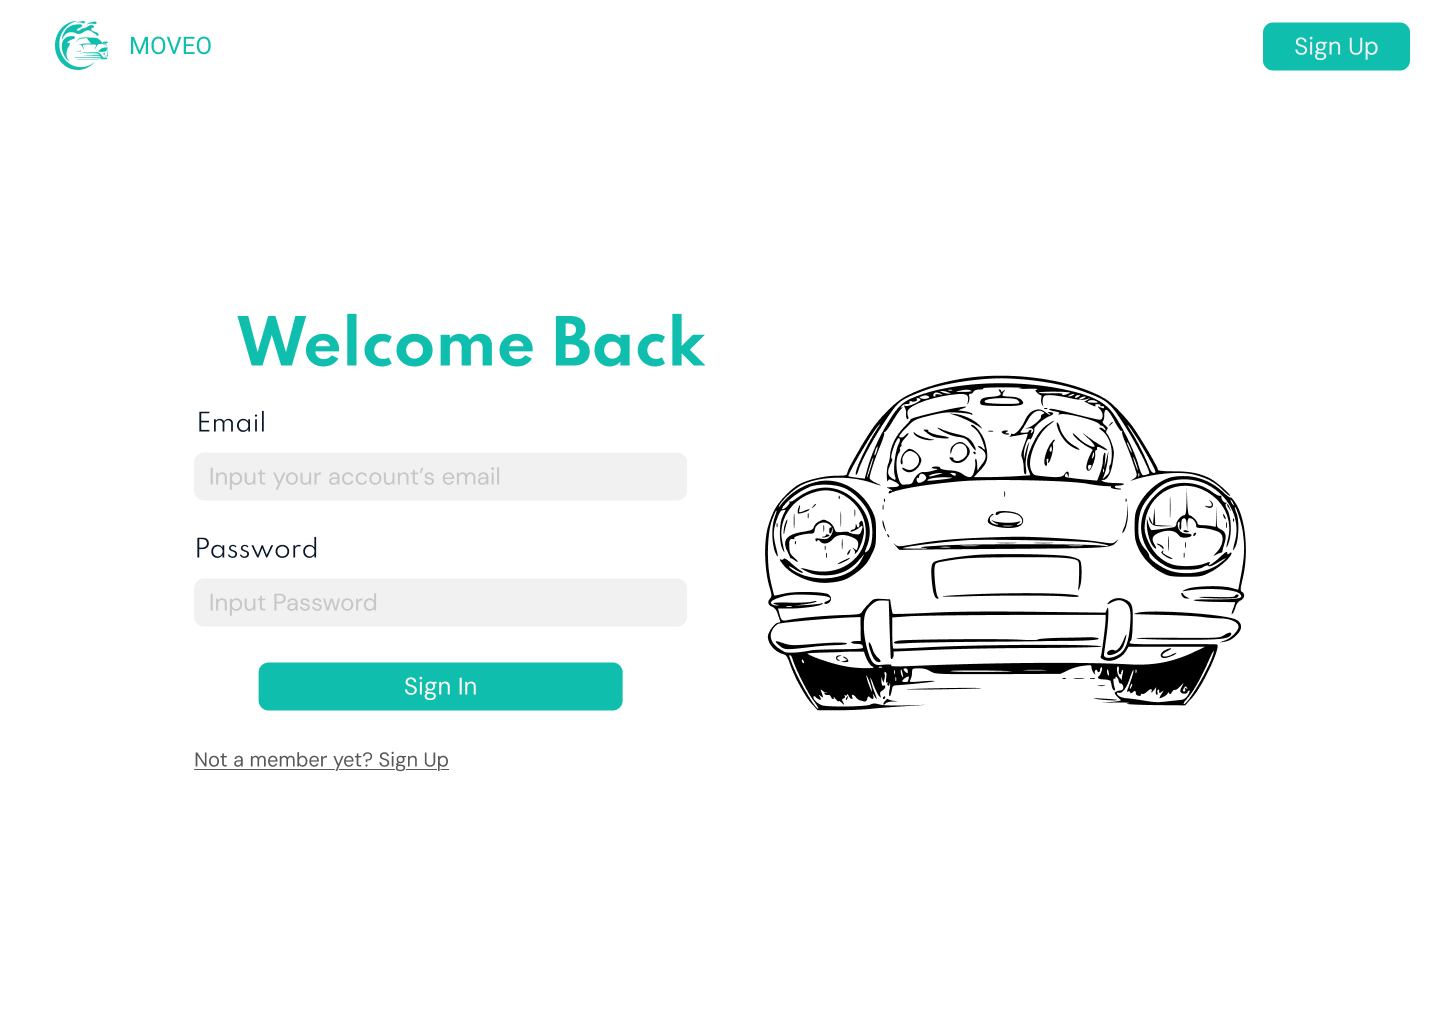 MOVEO
Sign Up
Welcome Back
Email
Input your account’s email
Password
Input Password
Sign In
Not a member yet? Sign Up